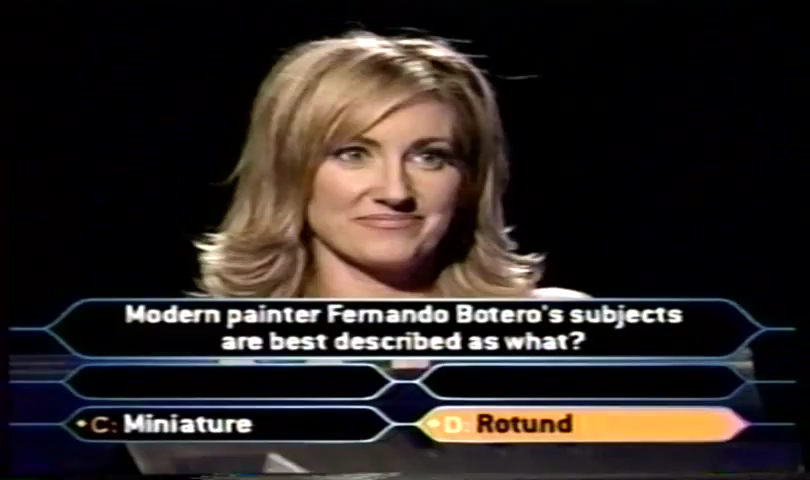 Modern painter Fernando Botero's subjects
are best described as what?
C: Miniature
D: Rotund